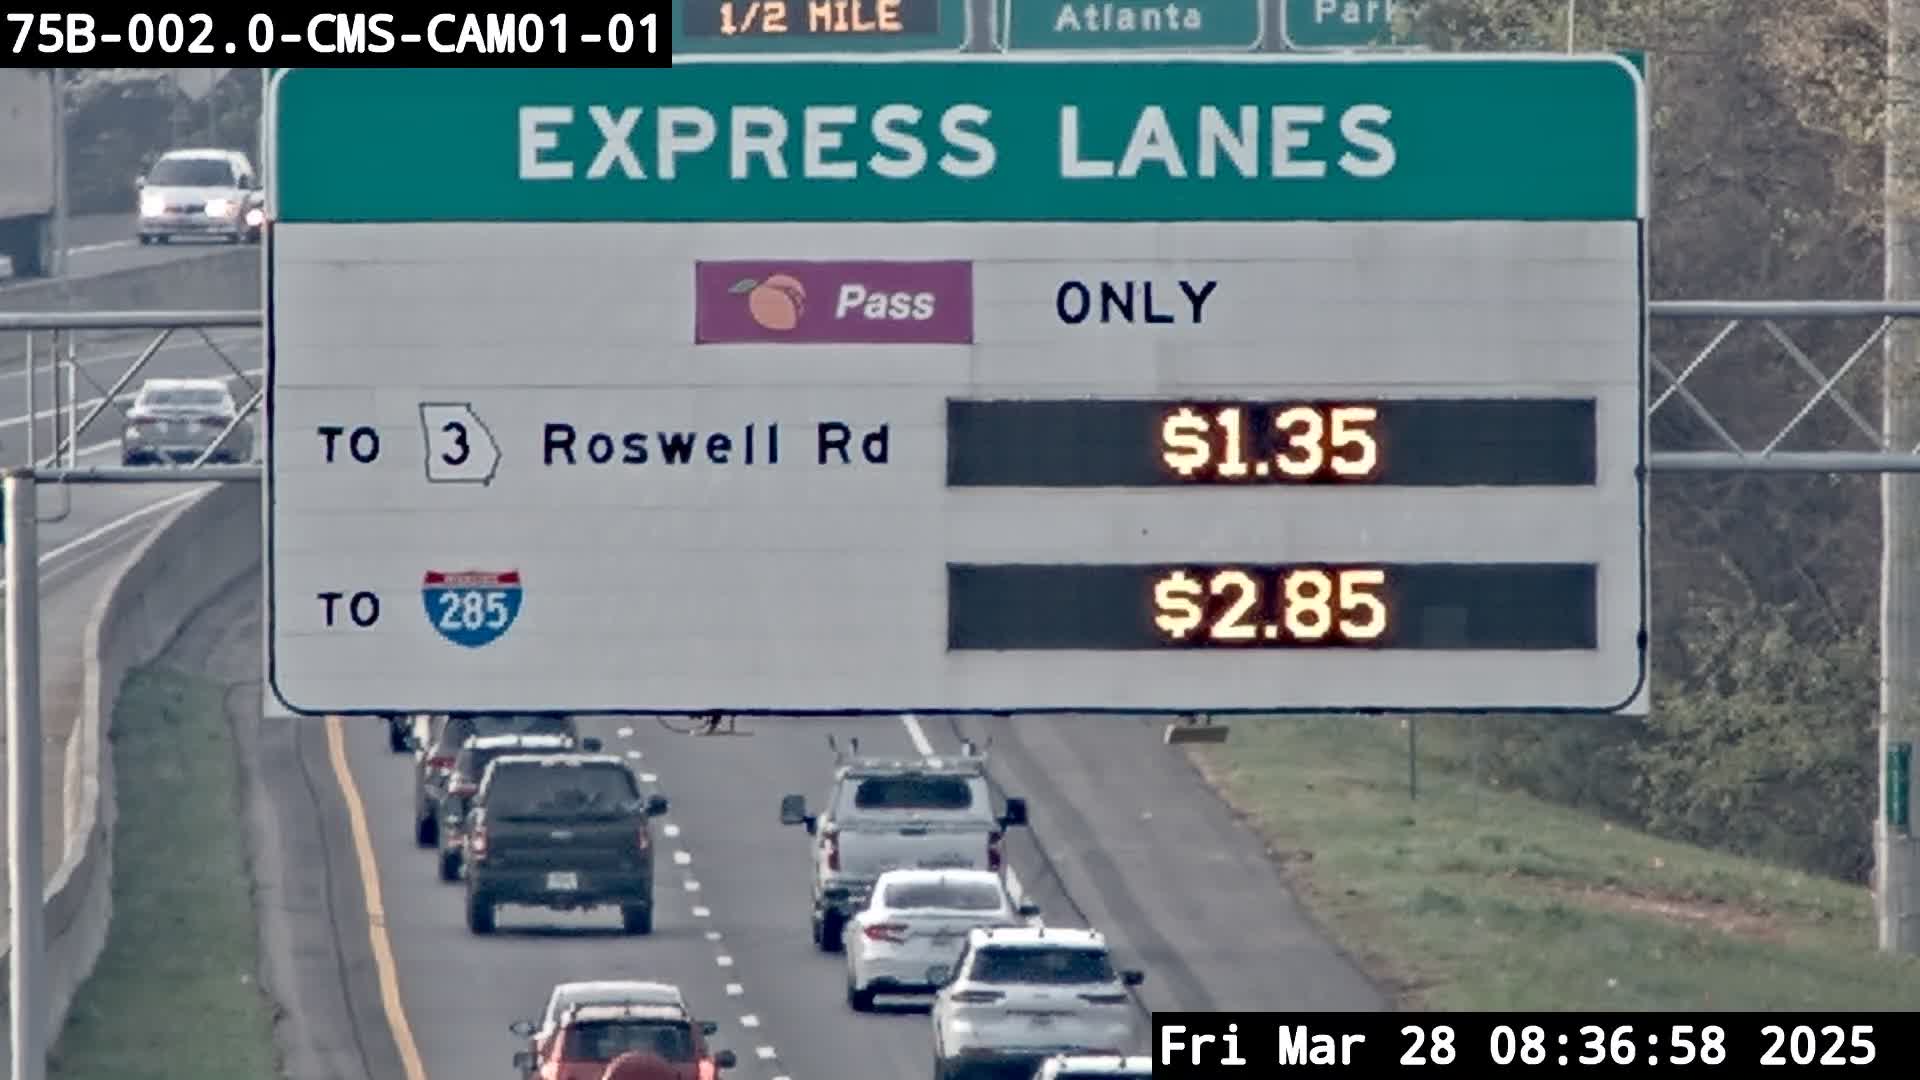 75B-002.0-CMS-CAM01-01
1/2 MILE
Atlanta
EXPRESS LANES
Pass ONLY
TO 3 Roswell Rd $1.35
TO 285 $2.85
Fri Mar 28 08:36:58 2025